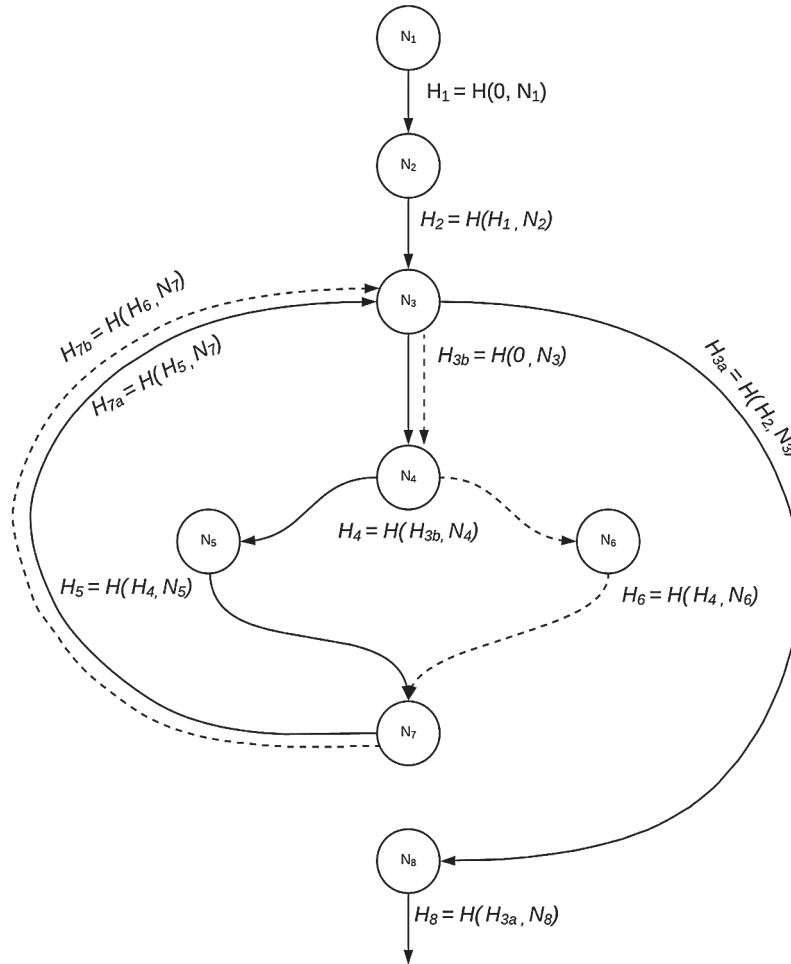 N₁
H₁ = H(0, N₁)
N₂
H₂ = H(H₁ , N₂)
N₃
H₇b = H(H₆ , N₇)
H₇a = H(H₅ , N₇)
H₃b = H(0 , N₃)
H₃a = H(H₂, N₃)
N₄
H₄ = H(H₃b, N₄)
N₅
N₆
H₅ = H(H₄ , N₅)
H₆ = H(H₄ , N₆)
N₇
N₈
H₈ = H(H₃a , N₈)